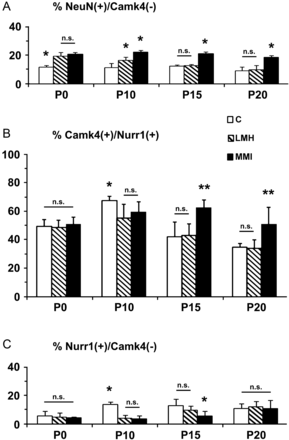 A
% NeuN(+)/Camk4(-)
40
20
0
*
n.s.
*
*
n.s.
*
n.s.
*
P0 P10 P15 P20
C
LMH
MMI
B
% Camk4(+)/Nurr1(+)
100
80
60
40
20
0
n.s.
*
n.s.
n.s.
**
n.s.
**
P0 P10 P15 P20
C
% Nurr1(+)/Camk4(-)
40
20
0
n.s.
*
n.s.
n.s.
*
n.s.
P0 P10 P15 P20